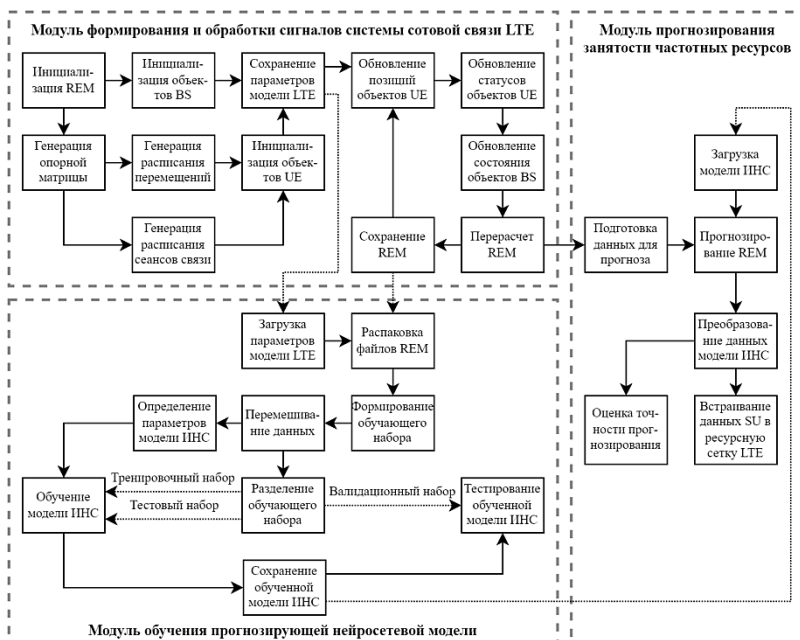 Модуль формирования и обработки сигналов системы сотовой связи LTE
Модуль прогнозирования
занятости частотных ресурсов
Инициали-
зация REM
Инициали-
зация объек-
тов BS
Сохранение
параметров
модели LTE
Обновление
позиций
объектов UE
Обновление
статусов
объектов UE
Генерация
опорной
матрицы
Генерация
расписания
перемещений
Инициали-
зация объек-
тов UE
Обновление
состояния
объектов BS
Загрузка
модели ИНС
Генерация
расписания
сеансов связи
Сохранение
REM
Перерасчет
REM
Подготовка
данных для
прогноза
Прогнозиро-
вание REM
Загрузка
параметров
модели LTE
Распаковка
файлов REM
Преобразова-
ние данных
модели ИНС
Определение
параметров
модели ИНС
Перемешива-
ние данных
Формирование
обучающего
набора
Оценка точ-
ности прог-
нозирования
Встраивание
данных SU в
ресурсную
сетку LTE
Обучение
модели ИНС
Тренировочный набор
Тестовый набор
Разделение
обучающего
набора
Валидационный набор
Тестирование
обученной
модели ИНС
Сохранение
обученной
модели ИНС
Модуль обучения прогнозирующей нейросетевой модели